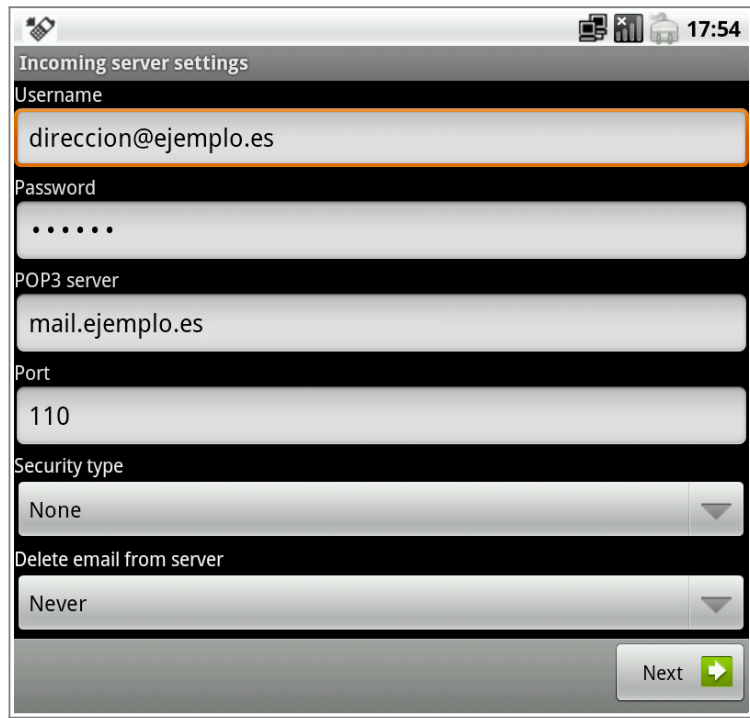 17:54
Incoming server settings
Username
direccion@ejemplo.es
Password
••••••
POP3 server
mail.ejemplo.es
Port
110
Security type
None
Delete email from server
Never
Next